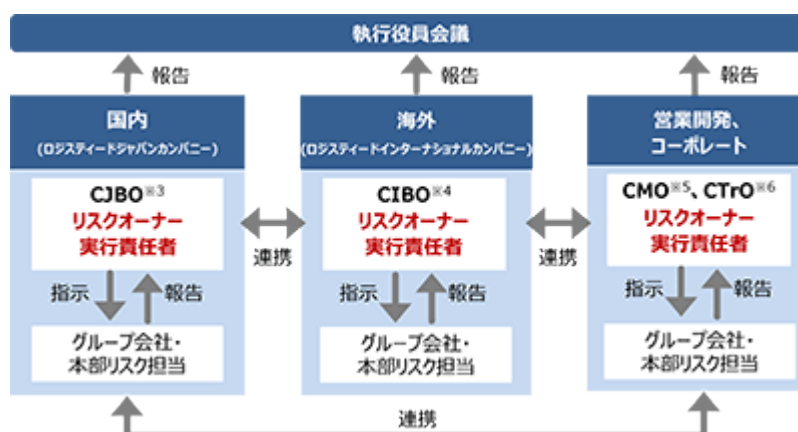 執行役員会議
報告
報告
報告
国内
(ロジスティードジャパンカンパニー)
海外
(ロジスティードインターナショナルカンパニー)
営業開発、
コーポレート
CJBO※3
リスクオーナー
実行責任者
連携
CIBO※4
リスクオーナー
実行責任者
連携
CMO※5、CTrO※6
リスクオーナー
実行責任者
指示
報告
指示
報告
指示
報告
グループ会社・
本部リスク担当
グループ会社・
本部リスク担当
グループ会社・
本部リスク担当
連携